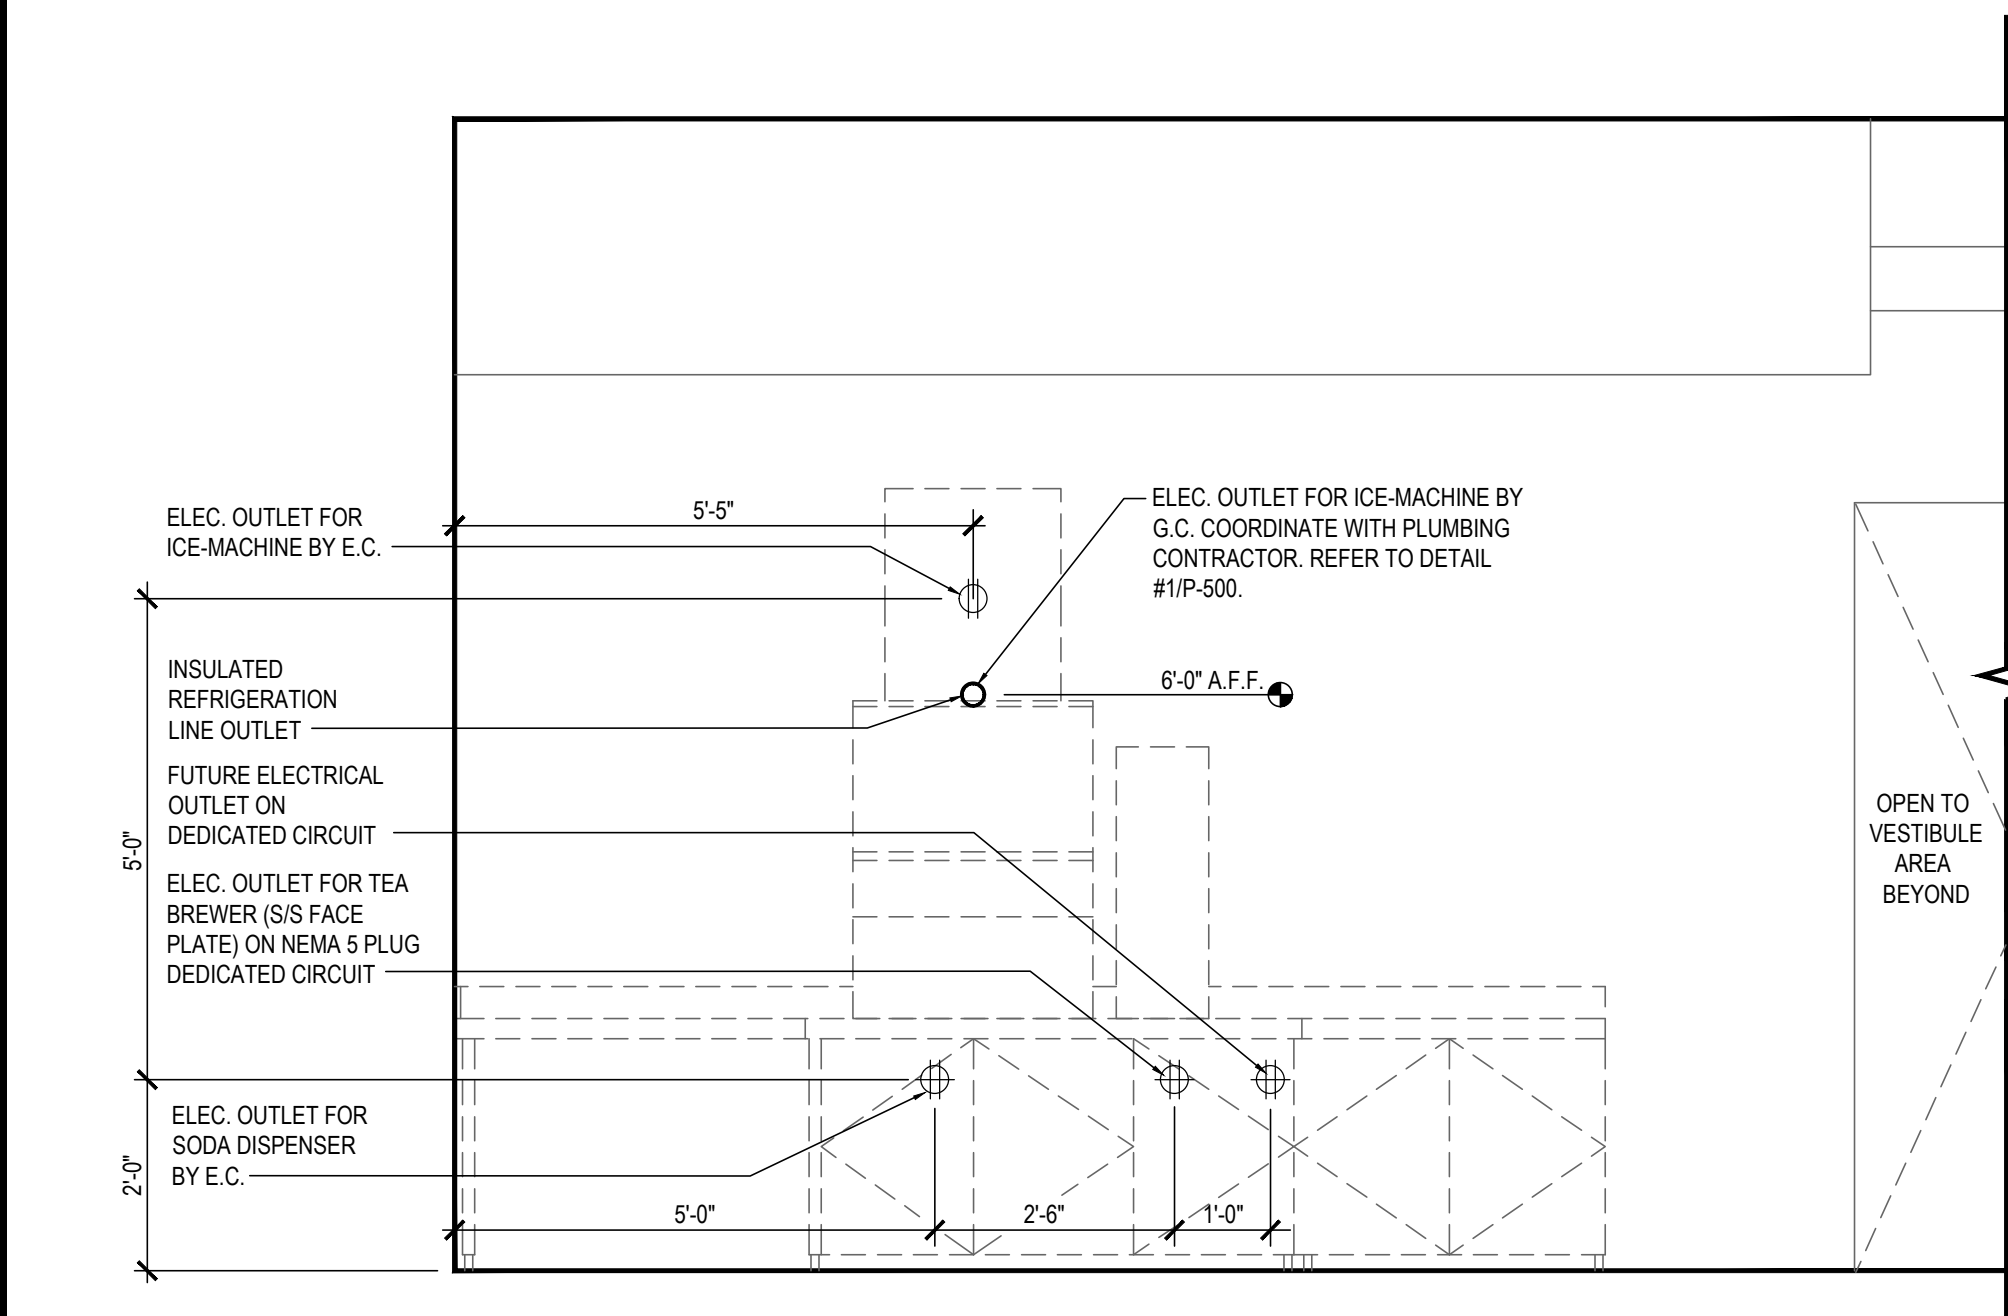 ELEC. OUTLET FOR
ICE-MACHINE BY E.C.
5'-5"
ELEC. OUTLET FOR ICE-MACHINE BY
G.C. COORDINATE WITH PLUMBING
CONTRACTOR. REFER TO DETAIL
#1/P-500.
INSULATED
REFRIGERATION
LINE OUTLET
6'-0" A.F.F.
FUTURE ELECTRICAL
OUTLET ON
DEDICATED CIRCUIT
5'-0"
ELEC. OUTLET FOR TEA
BREWER (S/S FACE
PLATE) ON NEMA 5 PLUG
DEDICATED CIRCUIT
OPEN TO
VESTIBULE
AREA
BEYOND
ELEC. OUTLET FOR
SODA DISPENSER
BY E.C.
2'-0"
5'-0"
2'-6"
1'-0"